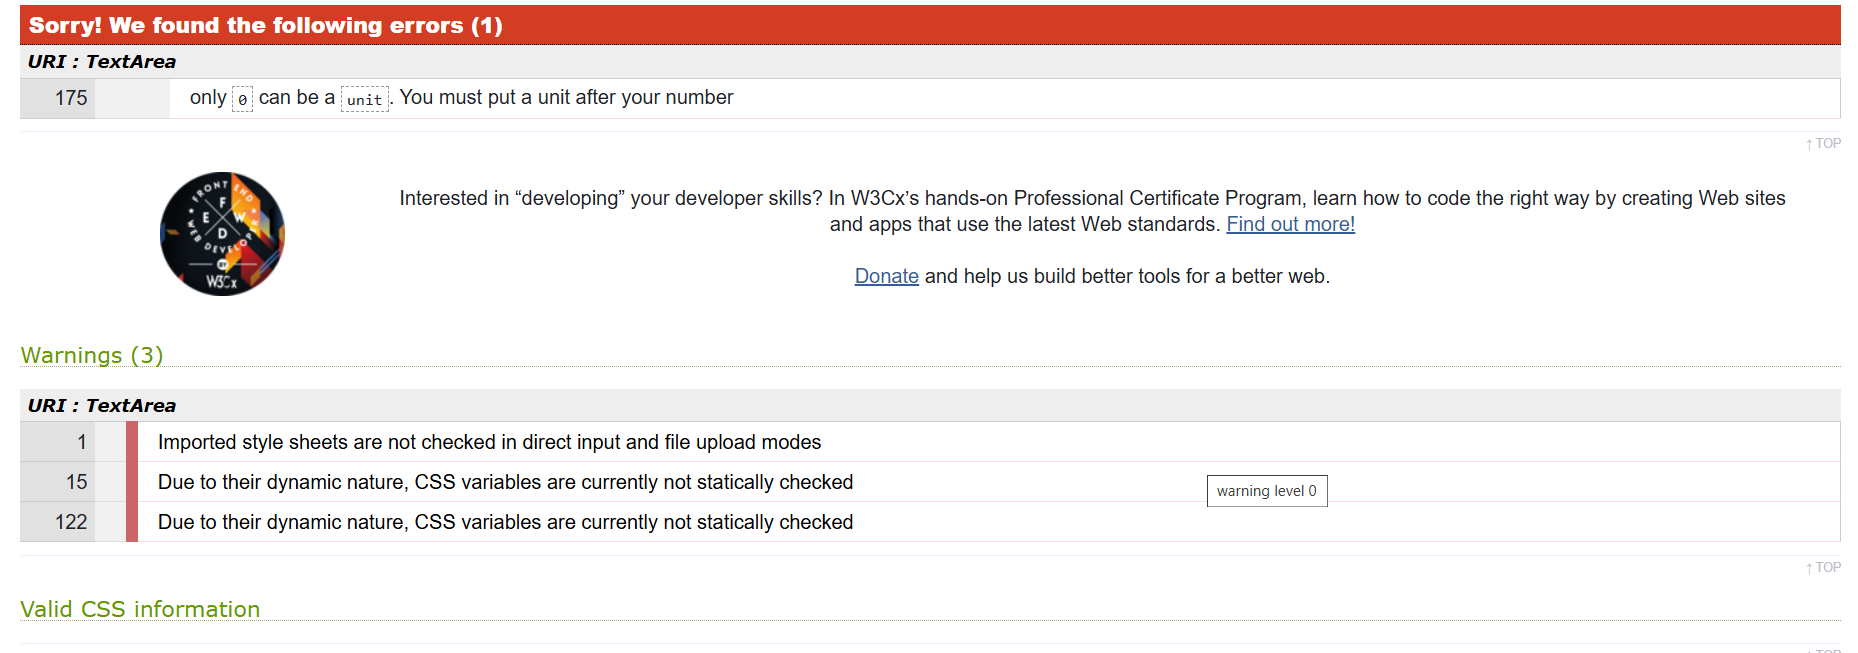 Sorry! We found the following errors (1)
URI : TextArea
175 only 0 can be a unit. You must put a unit after your number
↑ TOP
FRONT END
WEB DEVELOPER
F
E W
D
BY
W3Cx
Interested in “developing” your developer skills? In W3Cx’s hands-on Professional Certificate Program, learn how to code the right way by creating Web sites
and apps that use the latest Web standards. Find out more!
Donate and help us build better tools for a better web.
Warnings (3)
URI : TextArea
1 Imported style sheets are not checked in direct input and file upload modes
15 Due to their dynamic nature, CSS variables are currently not statically checked
warning level 0
122 Due to their dynamic nature, CSS variables are currently not statically checked
↑ TOP
Valid CSS information
↑ TOP